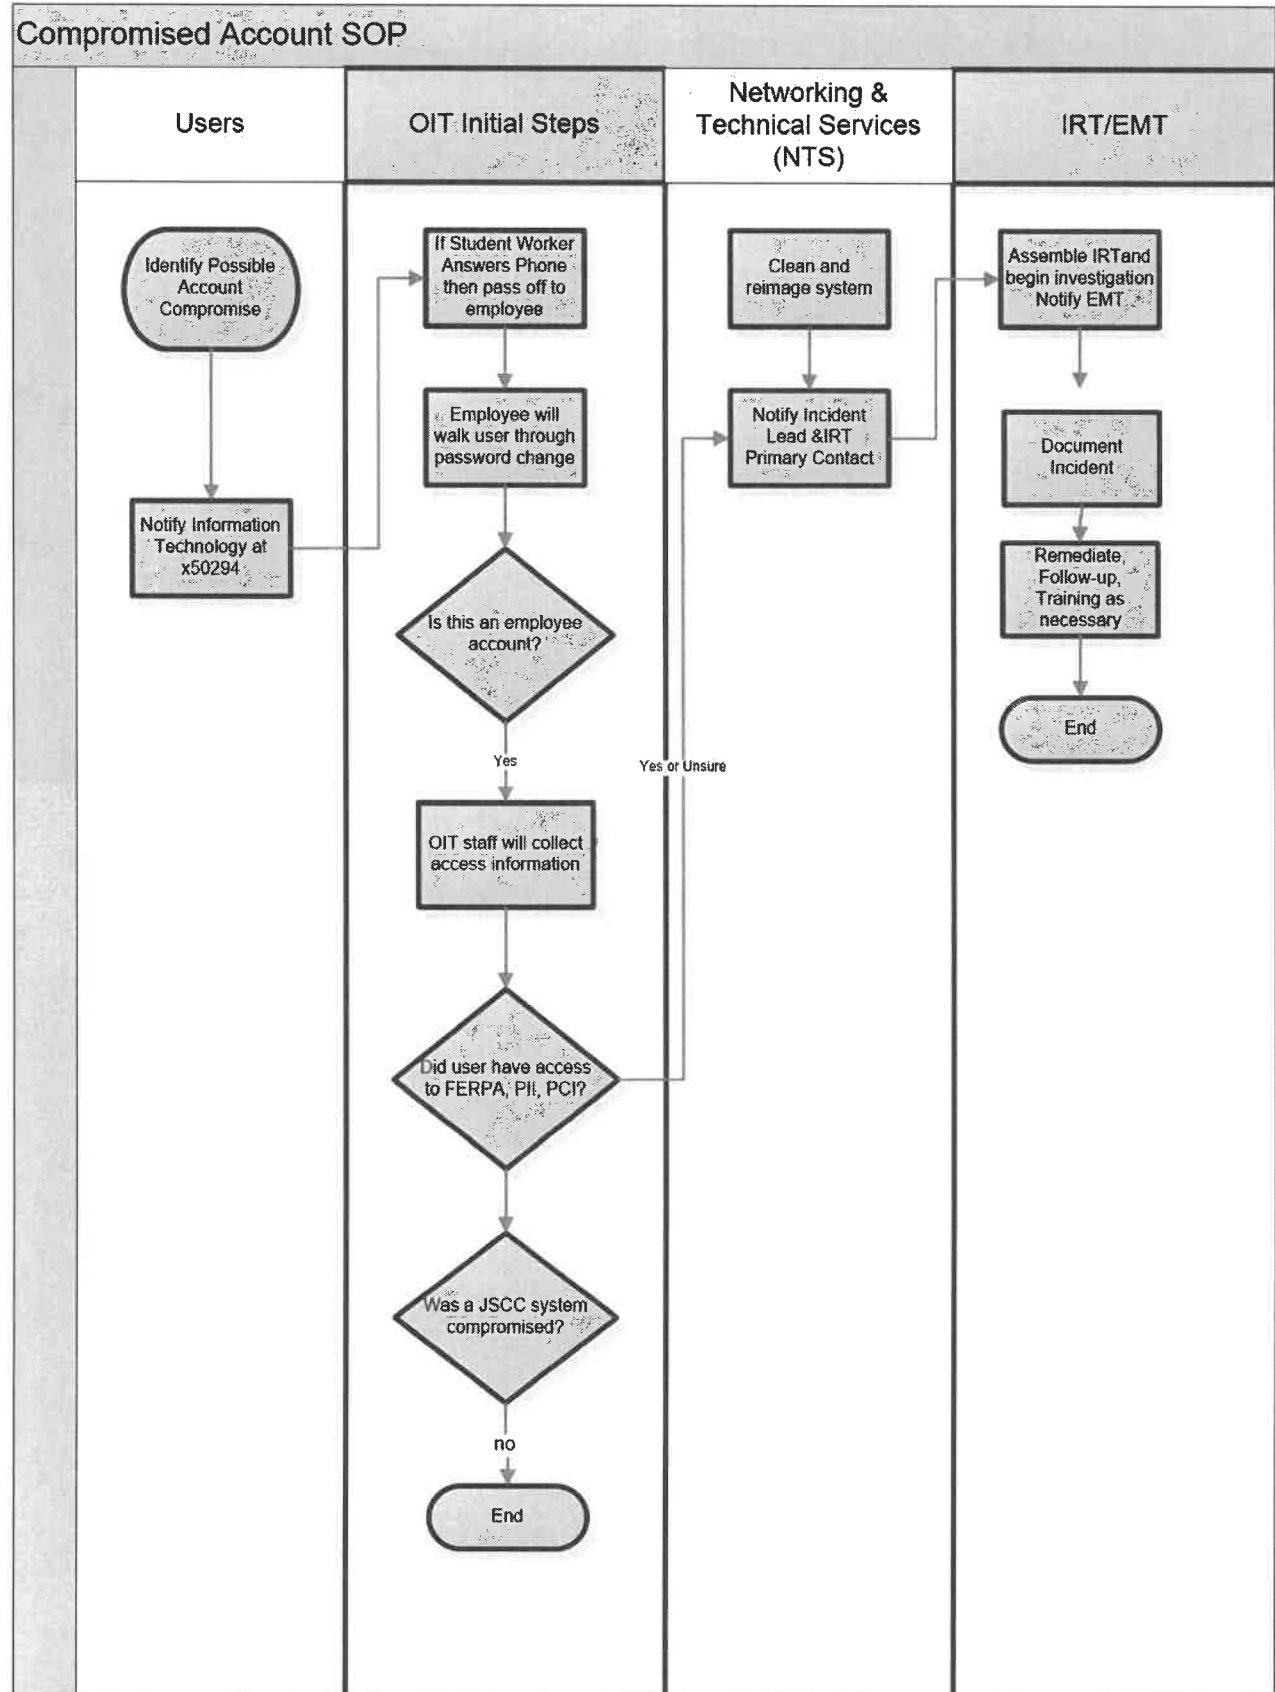 Compromised Account SOP
Users
OIT Initial Steps
Networking &
Technical Services
(NTS)
IRT/EMT
Identify Possible
Account
Compromise
Notify Information
Technology at
x50294
If Student Worker
Answers Phone
then pass off to
employee
Employee will
walk user through
password change
Is this an employee
account?
Yes
OIT staff will collect
access information
Did user have access
to FERPA, PII, PCI?
Yes or Unsure
Was a JSCC system
compromised?
no
End
Clean and
reimage system
Notify Incident
Lead &IRT
Primary Contact
Assemble IRTand
begin investigation
Notify EMT
Document
Incident
Remediate,
Follow-up,
Training as
necessary
End